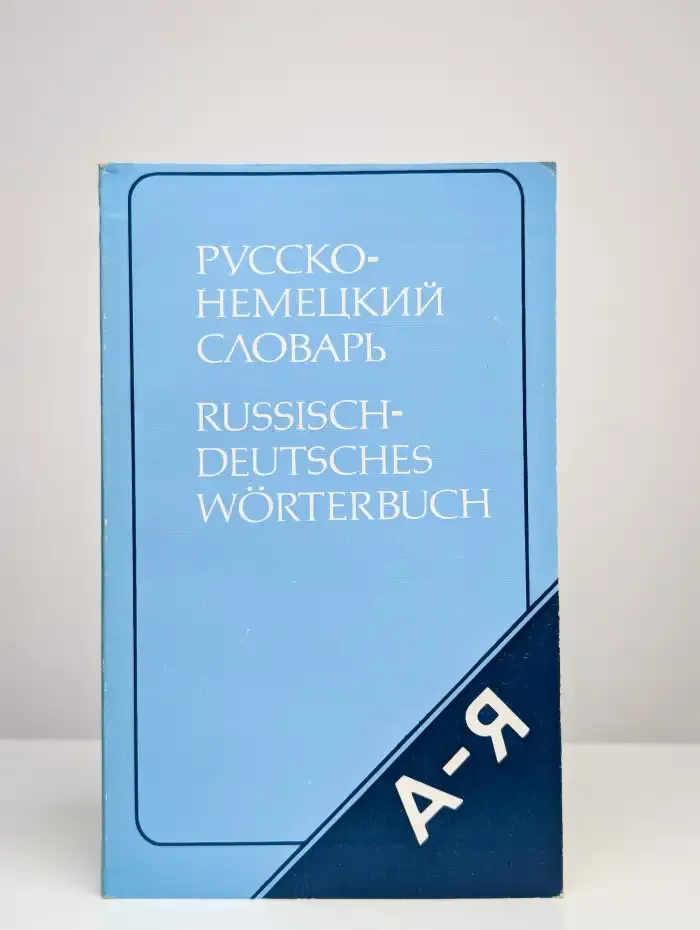 РУССКО-
НЕМЕЦКИЙ
СЛОВАРЬ
RUSSISCH-
DEUTSCHES
WÖRTERBUCH
А-Я